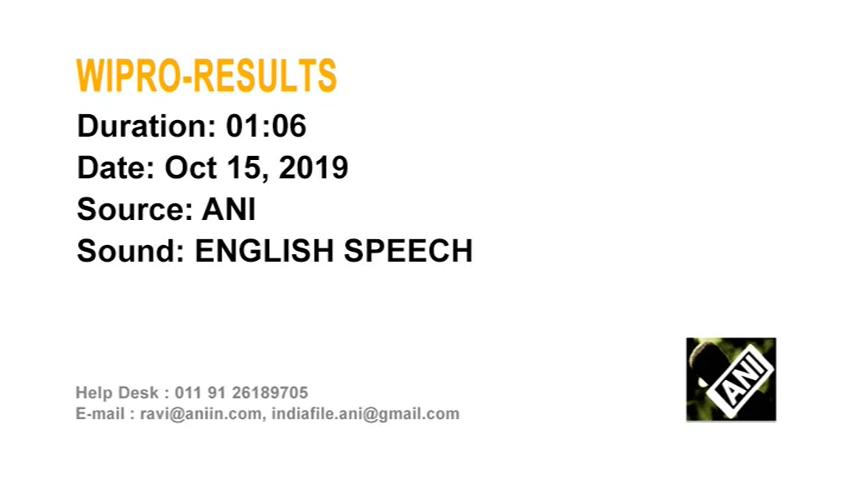 WIPRO-RESULTS
Duration: 01:06
Date: Oct 15, 2019
Source: ANI
Sound: ENGLISH SPEECH
Help Desk : 011 91 26189705
E-mail : ravi@aniin.com, indiafile.ani@gmail.com
ANI